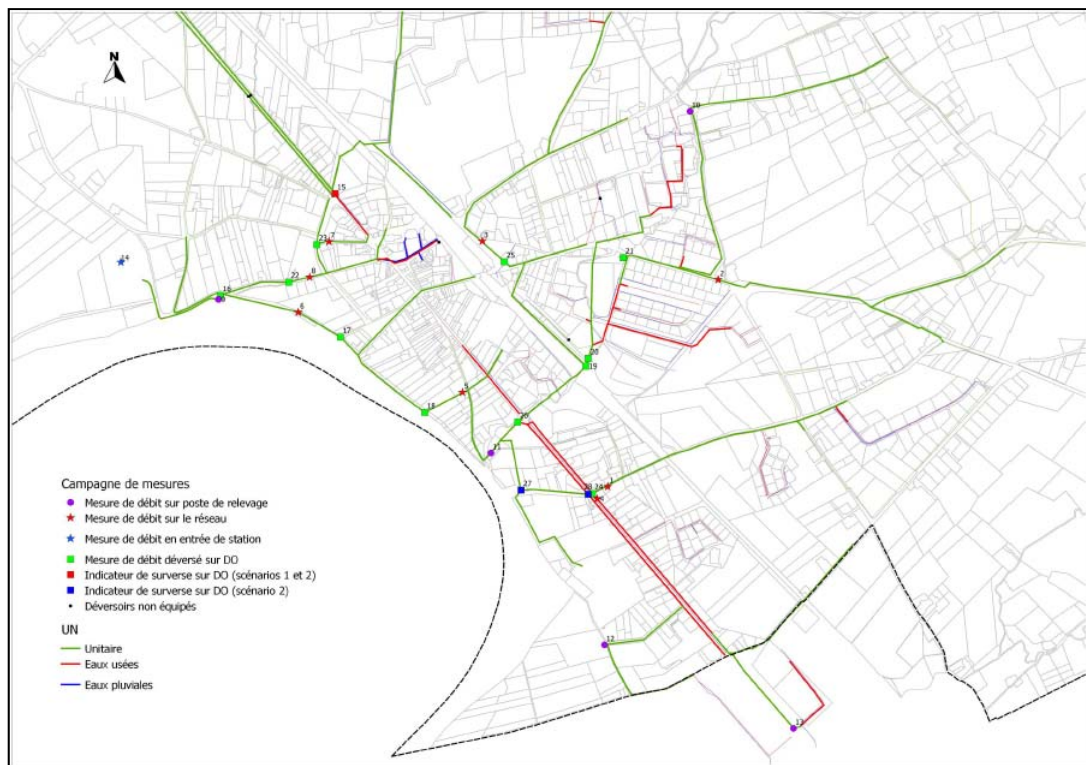 N
10
15
23 7
3
25
21
2
14
22 8
16
6
17
20
19
5
18
26
11
27
24 1
4
12
13
Campagne de mesures
Mesure de débit sur poste de relevage
Mesure de débit sur le réseau
Mesure de débit en entrée de station
Mesure de débit déversé sur DO
Indicateur de surverse sur DO (scénarios 1 et 2)
Indicateur de surverse sur DO (scénario 2)
Déversoirs non équipés
UN
Unitaire
Eaux usées
Eaux pluviales